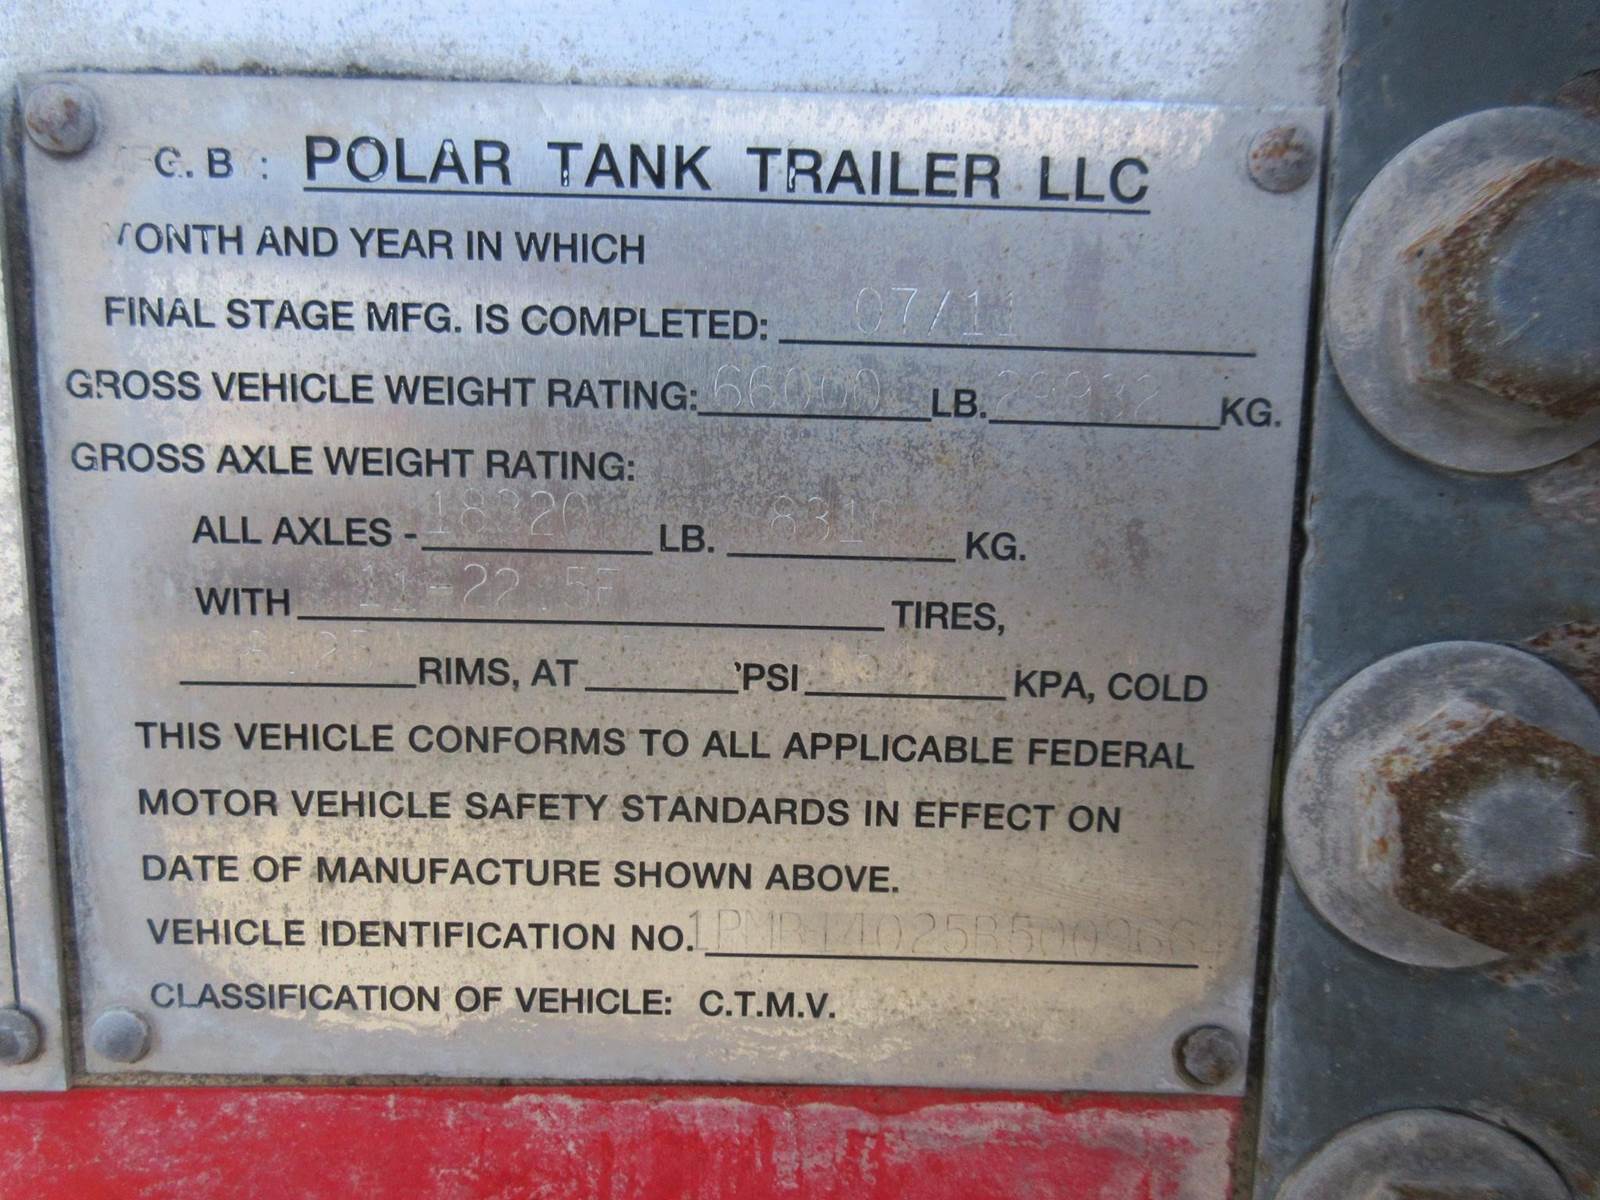 G. B : POLAR TANK TRAILER LLC
MONTH AND YEAR IN WHICH
FINAL STAGE MFG. IS COMPLETED: 07/11
GROSS VEHICLE WEIGHT RATING: 66000 LB. 29932 KG.
GROSS AXLE WEIGHT RATING:
ALL AXLES - LB. KG.
WITH TIRES,
RIMS, AT PSI KPA, COLD
THIS VEHICLE CONFORMS TO ALL APPLICABLE FEDERAL
MOTOR VEHICLE SAFETY STANDARDS IN EFFECT ON
DATE OF MANUFACTURE SHOWN ABOVE.
VEHICLE IDENTIFICATION NO.
CLASSIFICATION OF VEHICLE: C.T.M.V.